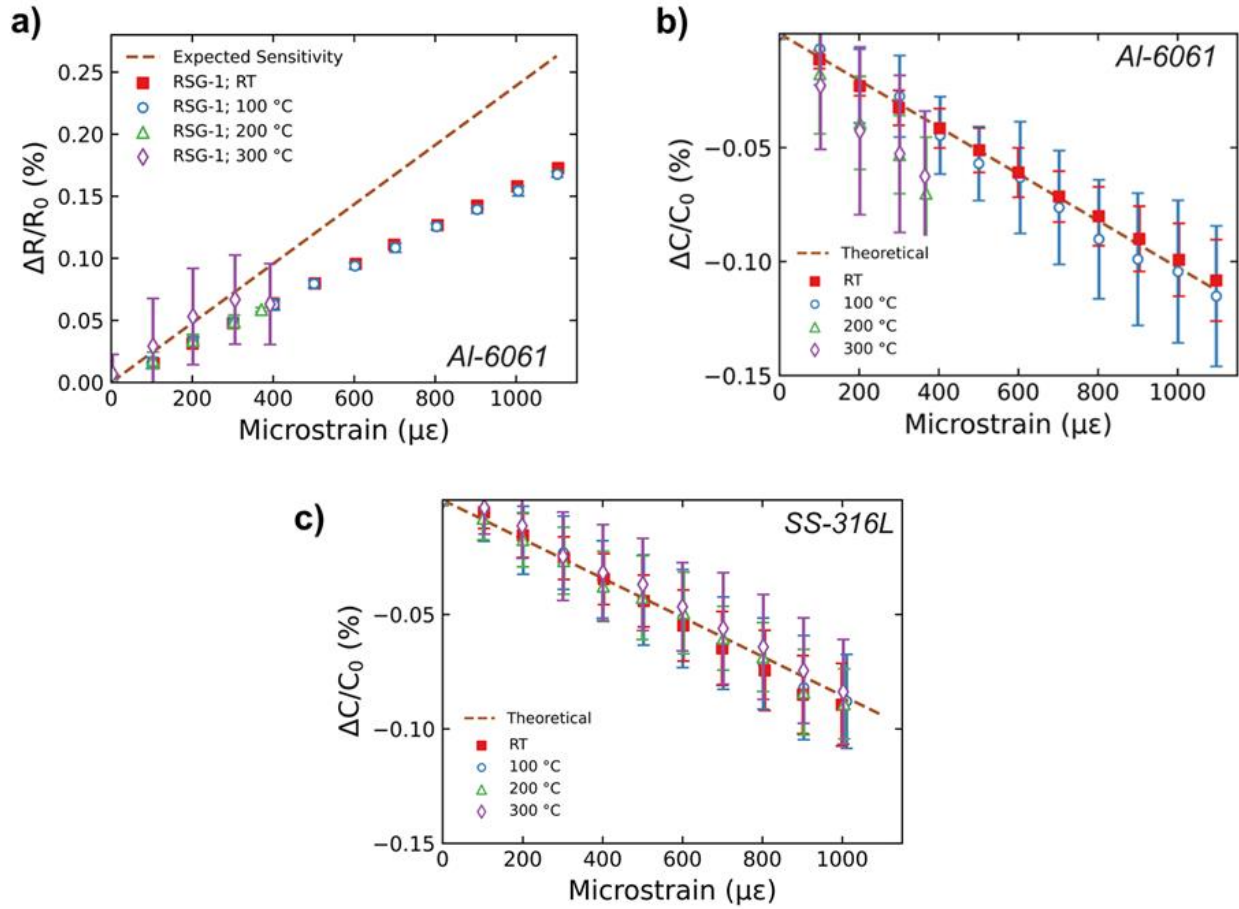 a)
ΔR/R₀ (%)
0.25
0.20
0.15
0.10
0.05
0.00
Expected Sensitivity
RSG-1; RT
RSG-1; 100 °C
RSG-1; 200 °C
RSG-1; 300 °C
Al-6061
0 200 400 600 800 1000
Microstrain (με)
b)
ΔC/C₀ (%)
−0.05
−0.10
−0.15
Al-6061
Theoretical
RT
100 °C
200 °C
300 °C
0 200 400 600 800 1000
Microstrain (με)
c)
ΔC/C₀ (%)
−0.05
−0.10
−0.15
SS-316L
Theoretical
RT
100 °C
200 °C
300 °C
0 200 400 600 800 1000
Microstrain (με)